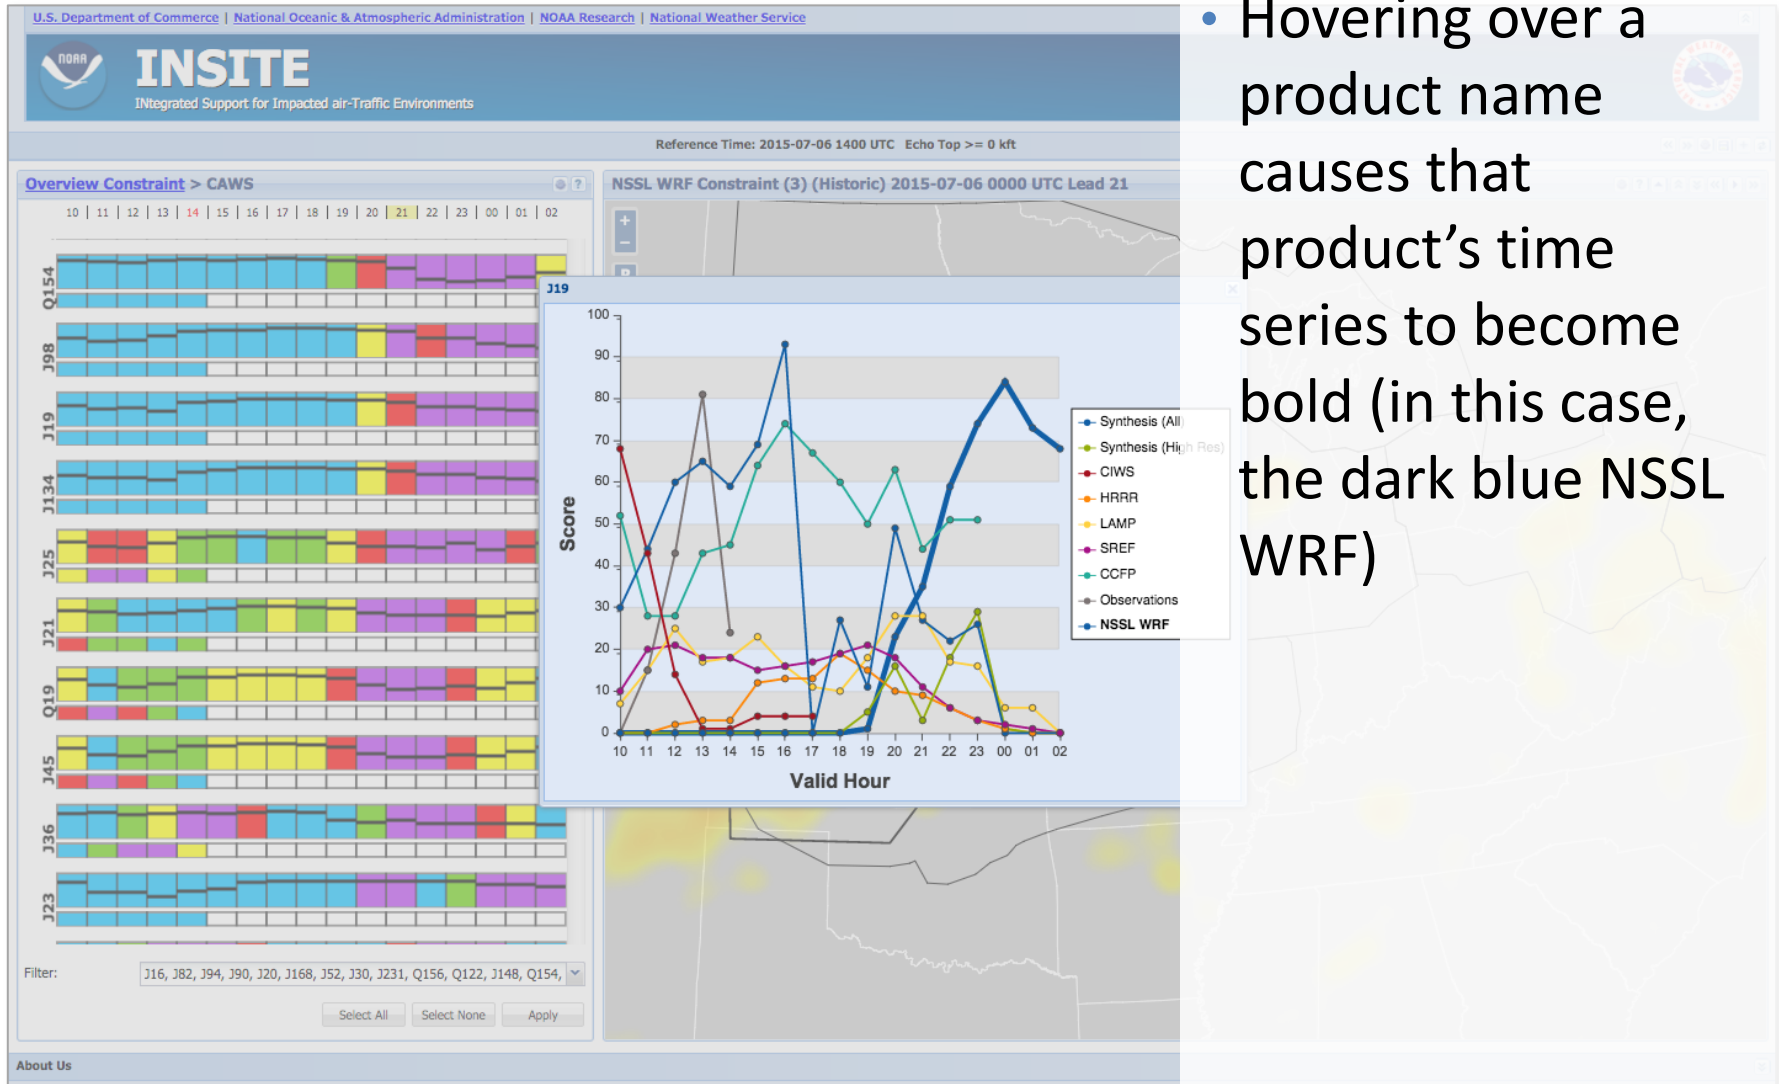 U.S. Department of Commerce | National Oceanic & Atmospheric Administration | NOAA Research | National Weather Service
NOAA
INSITE
INtegrated Support for Impacted air-Traffic Environments
Reference Time: 2015-07-06 1400 UTC Echo Top >= 0 kft
Overview Constraint > CAWS
?
10 | 11 | 12 | 13 | 14 | 15 | 16 | 17 | 18 | 19 | 20 | 21 | 22 | 23 | 00 | 01 | 02
Q154
J98
J19
J134
J25
J21
Q19
J45
J36
J23
Filter:
J16, J82, J94, J90, J20, J168, J52, J30, J231, Q156, Q122, J148, Q154,
Select All
Select None
Apply
NSSL WRF Constraint (3) (Historic) 2015-07-06 0000 UTC Lead 21
+
−
J19
100
90
80
70
60
50
40
30
20
10
0
Score
10 11 12 13 14 15 16 17 18 19 20 21 22 23 00 01 02
Valid Hour
Synthesis (All)
Synthesis (High Res)
CIWS
HRRR
LAMP
SREF
CCFP
Observations
NSSL WRF
• Hovering over a
product name
causes that
product’s time
series to become
bold (in this case,
the dark blue NSSL
WRF)
About Us